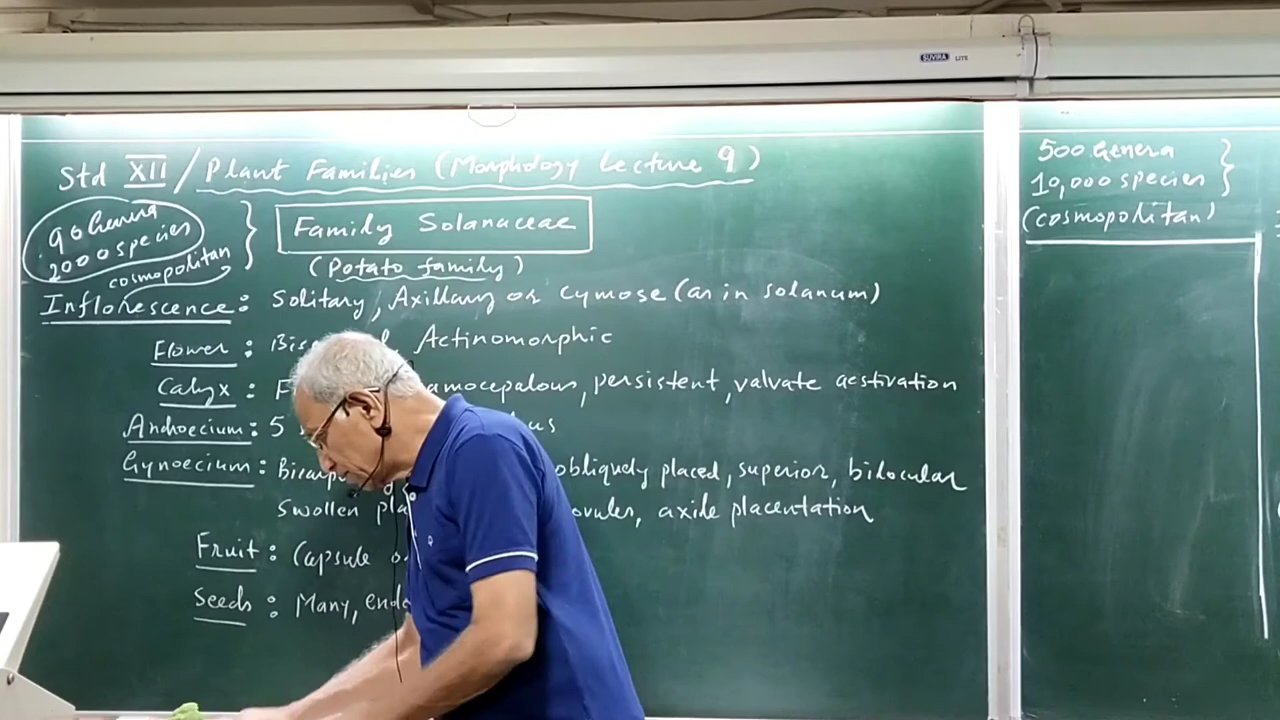 SUVIRA LITE
Std XII / Plant Families (Morphology Lecture 9)
90 Genera
2000 species
cosmopolitan
Family Solanaceae
(Potato family)
Inflorescence: Solitary, Axillary or cymose (as in solanum)
Flower: Actinomorphic
Calyx: persistent, valvate aestivation
Androecium: 5
Gynoecium: obliquely placed, superior, bilocular
Swollen ovules, axile placentation
Fruit: Capsule
Seeds: Many,
500 Genera
10,000 species
(cosmopolitan)